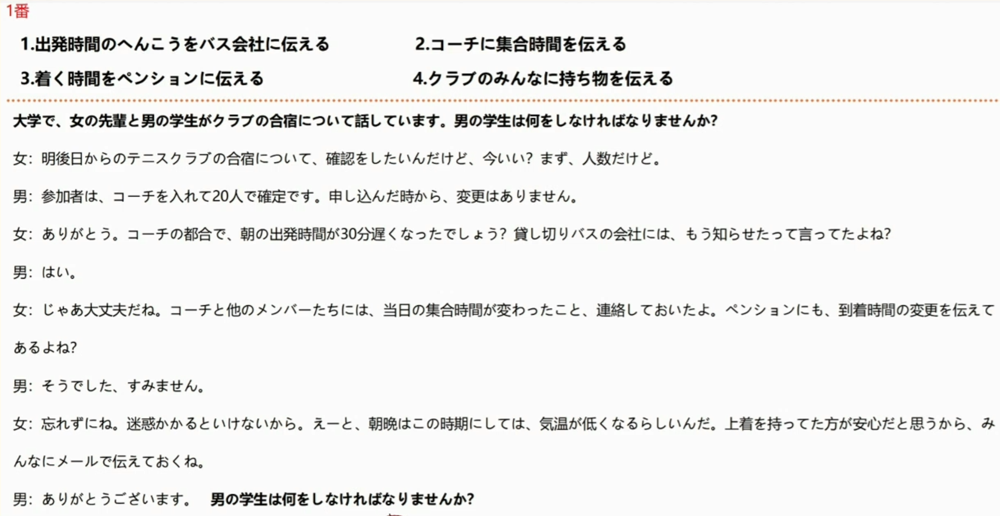 1番
1.出発時間のへんこうをバス会社に伝える 2.コーチに集合時間を伝える
3.着く時間をペンションに伝える 4.クラブのみんなに持ち物を伝える
大学で、女の先輩と男の学生がクラブの合宿について話しています。男の学生は何をしなければなりませんか？
女：明後日からのテニスクラブの合宿について、確認をしたいんだけど、今いい？まず、人数だけど。
男：参加者は、コーチを入れて20人で確定です。申し込んだ時から、変更はありません。
女：ありがとう。コーチの都合で、朝の出発時間が30分遅くなったでしょう？貸し切りバスの会社には、もう知らせたって言ってたよね？
男：はい。
女：じゃあ大丈夫だね。コーチと他のメンバーたちには、当日の集合時間が変わったこと、連絡しておいたよ。ペンションにも、到着時間の変更を伝えて
あるよね？
男：そうでした、すみません。
女：忘れずにね。迷惑かかるといけないから。えーと、朝晩はこの時期にしては、気温が低くなるらしいんだ。上着を持ってた方が安心だと思うから、み
んなにメールで伝えておくね。
男：ありがとうございます。 男の学生は何をしなければなりませんか？